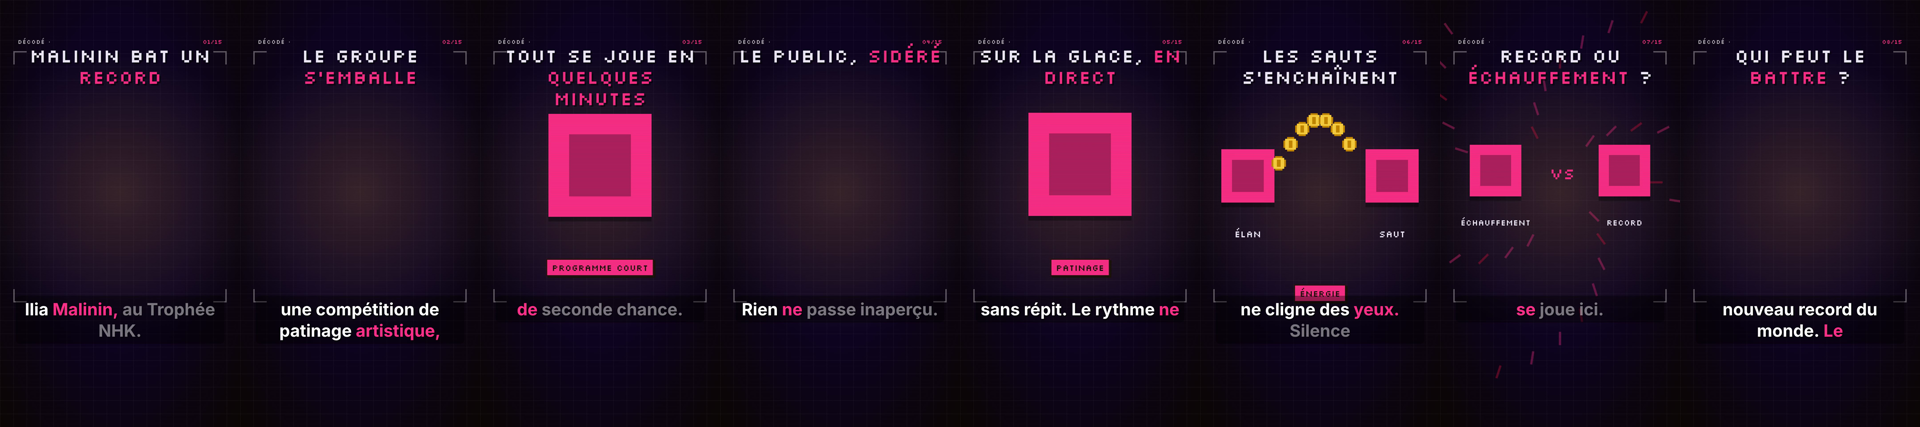 DÉCODÉ · 01/15
MALININ BAT UN
RECORD
Ilia Malinin, au Trophée
NHK.
DÉCODÉ · 02/15
LE GROUPE
S'EMBALLE
une compétition de
patinage artistique,
DÉCODÉ · 03/15
TOUT SE JOUE EN
QUELQUES
MINUTES
PROGRAMME COURT
de seconde chance.
DÉCODÉ · 04/15
LE PUBLIC, SIDÉRÉ
Rien ne passe inaperçu.
DÉCODÉ · 05/15
SUR LA GLACE, EN
DIRECT
PATINAGE
sans répit. Le rythme ne
DÉCODÉ · 06/15
LES SAUTS
S'ENCHAÎNENT
ÉLAN
SAUT
ÉNERGIE
ne cligne des yeux.
Silence
DÉCODÉ · 07/15
RECORD OU
ÉCHAUFFEMENT ?
VS
ÉCHAUFFEMENT
RECORD
se joue ici.
DÉCODÉ · 08/15
QUI PEUT LE
BATTRE ?
nouveau record du
monde. Le